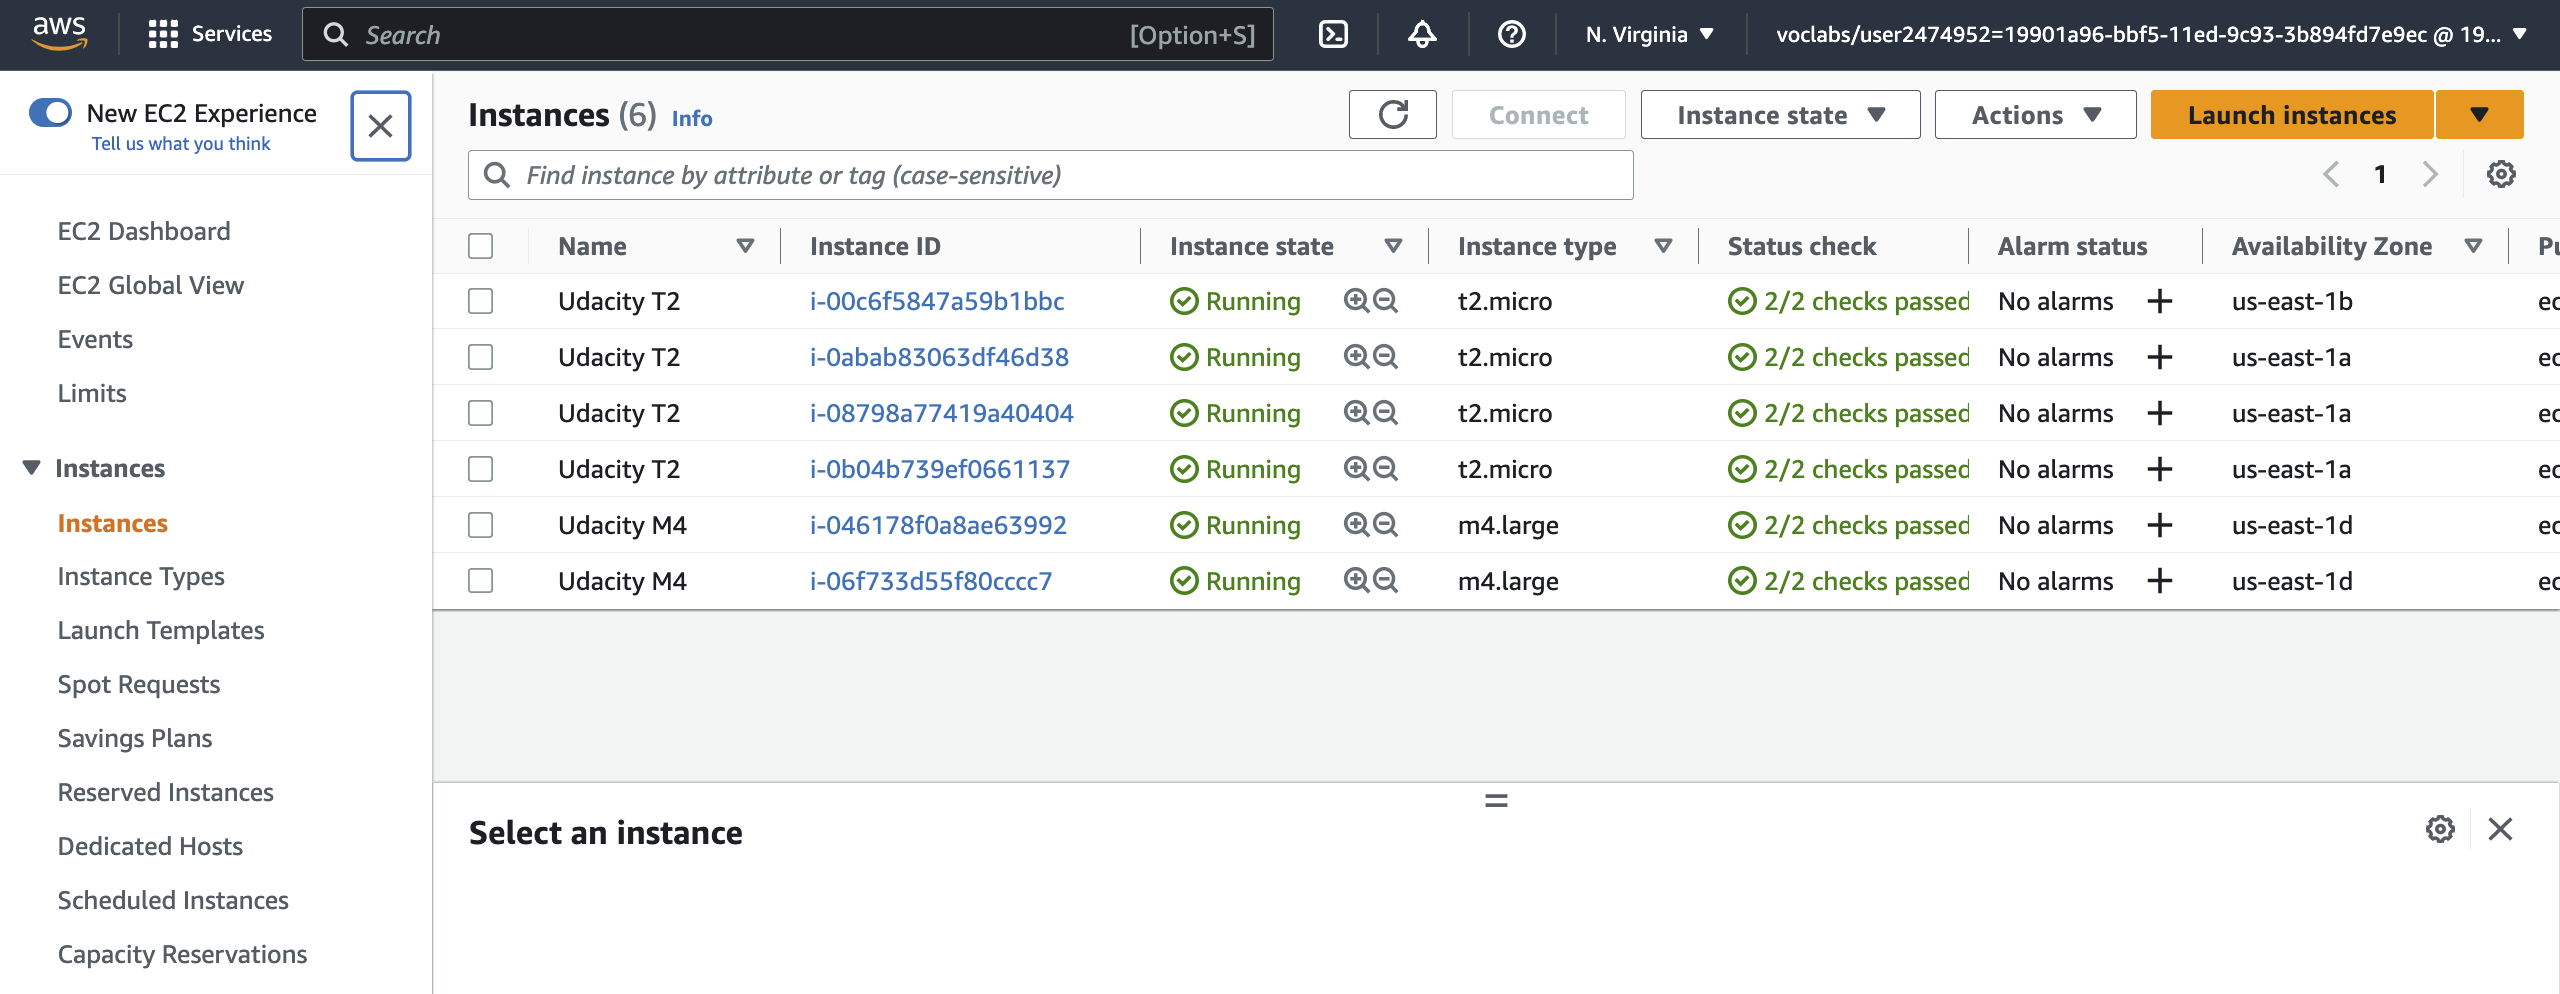 aws
Services
Search [Option+S]
N. Virginia
voclabs/user2474952=19901a96-bbf5-11ed-9c93-3b894fd7e9ec @ 19...
New EC2 Experience
Tell us what you think
EC2 Dashboard
EC2 Global View
Events
Limits
Instances
Instances
Instance Types
Launch Templates
Spot Requests
Savings Plans
Reserved Instances
Dedicated Hosts
Scheduled Instances
Capacity Reservations
Instances (6) Info
Connect
Instance state
Actions
Launch instances
Find instance by attribute or tag (case-sensitive)
1
Name Instance ID Instance state Instance type Status check Alarm status Availability Zone Pu
Udacity T2 i-00c6f5847a59b1bbc Running t2.micro 2/2 checks passed No alarms + us-east-1b ec
Udacity T2 i-0abab83063df46d38 Running t2.micro 2/2 checks passed No alarms + us-east-1a ec
Udacity T2 i-08798a77419a40404 Running t2.micro 2/2 checks passed No alarms + us-east-1a ec
Udacity T2 i-0b04b739ef0661137 Running t2.micro 2/2 checks passed No alarms + us-east-1a ec
Udacity M4 i-046178f0a8ae63992 Running m4.large 2/2 checks passed No alarms + us-east-1d ec
Udacity M4 i-06f733d55f80cccc7 Running m4.large 2/2 checks passed No alarms + us-east-1d ec
Select an instance